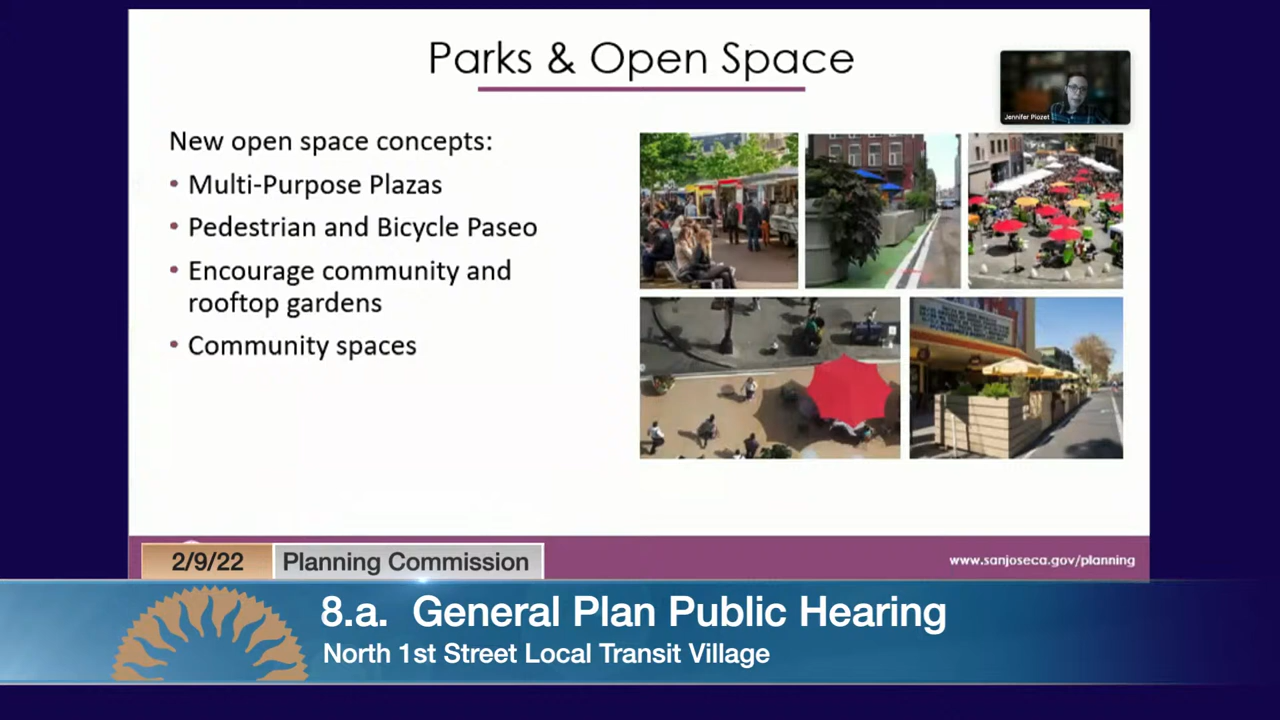 Parks & Open Space
Jennifer Piozet
New open space concepts:
• Multi-Purpose Plazas
• Pedestrian and Bicycle Paseo
• Encourage community and
rooftop gardens
• Community spaces
www.sanjoseca.gov/planning
2/9/22
Planning Commission
8.a. General Plan Public Hearing
North 1st Street Local Transit Village